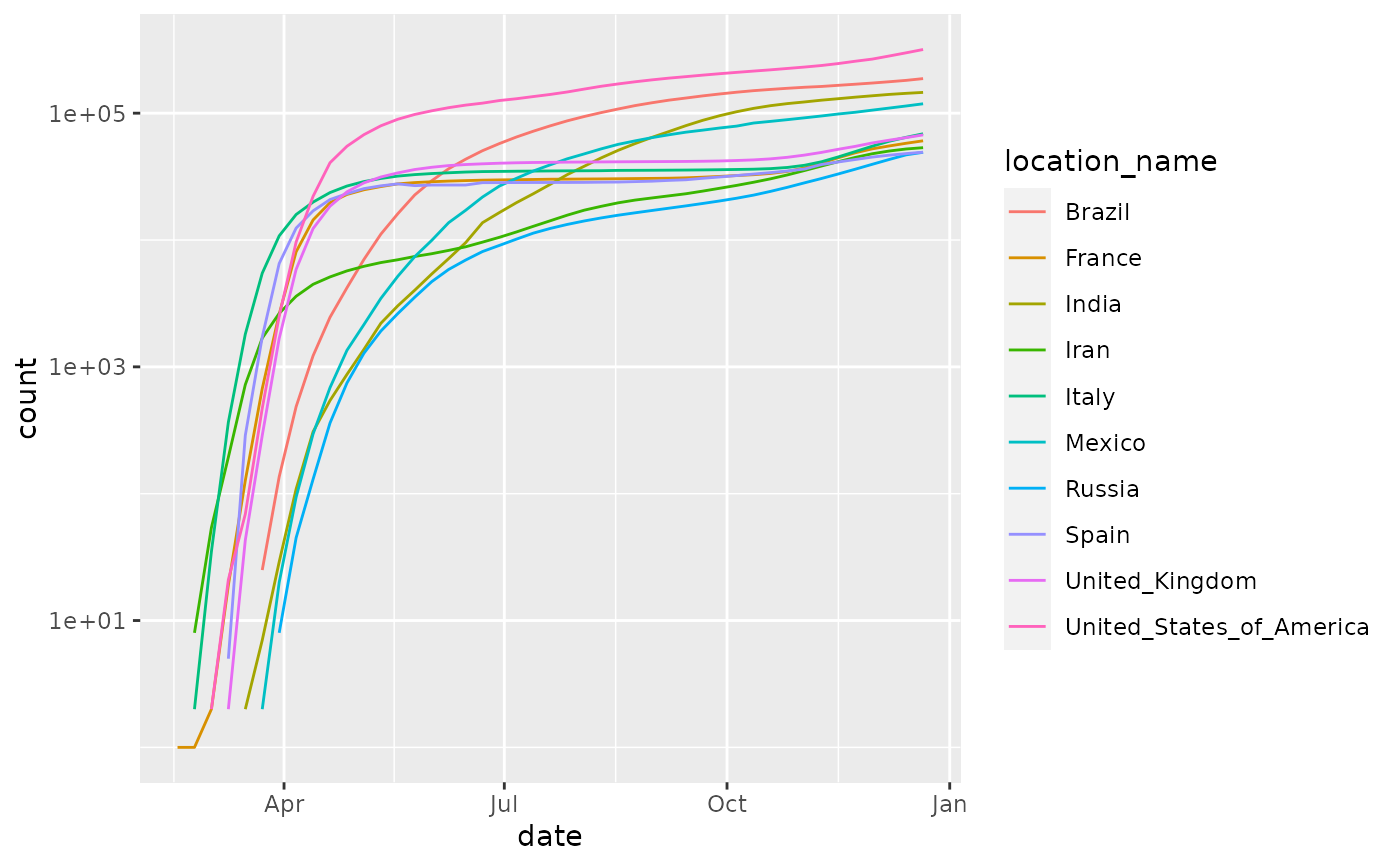 1e+05
1e+03
1e+01
count
Apr
Jul
Oct
Jan
date
location_name
Brazil
France
India
Iran
Italy
Mexico
Russia
Spain
United_Kingdom
United_States_of_America